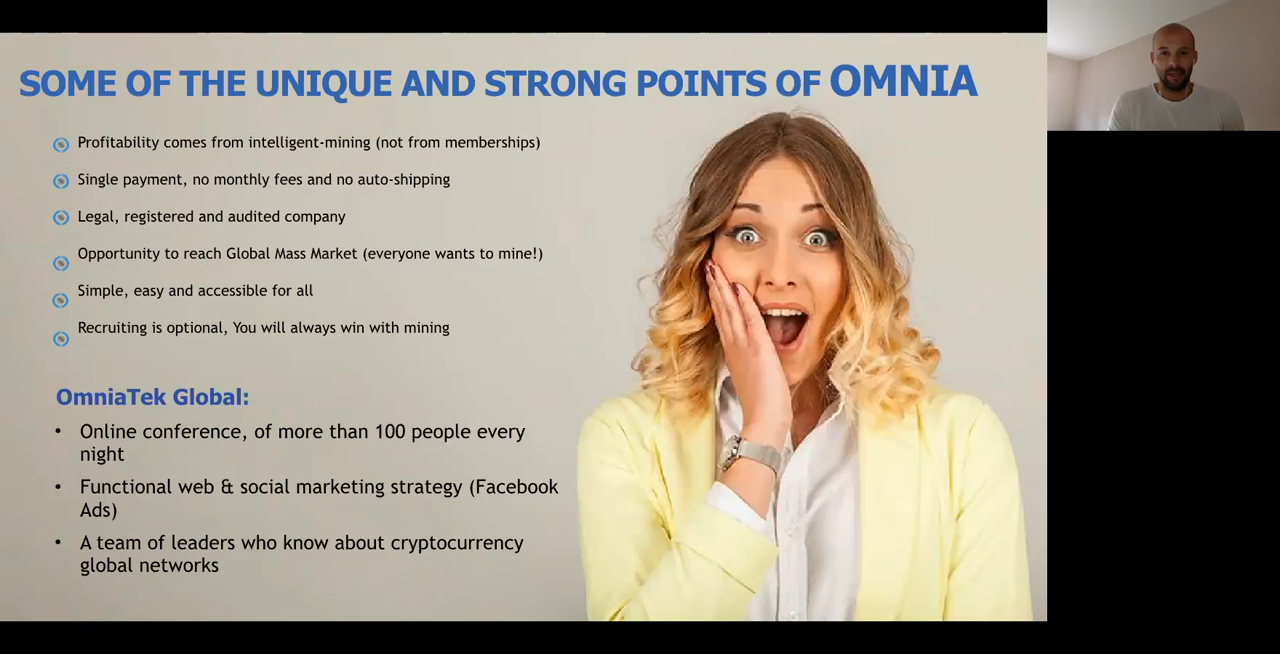 SOME OF THE UNIQUE AND STRONG POINTS OF OMNIA
Profitability comes from intelligent-mining (not from memberships)
Single payment, no monthly fees and no auto-shipping
Legal, registered and audited company
Opportunity to reach Global Mass Market (everyone wants to mine!)
Simple, easy and accessible for all
Recruiting is optional, You will always win with mining
OmniaTek Global:
• Online conference, of more than 100 people every
night
• Functional web & social marketing strategy (Facebook
Ads)
• A team of leaders who know about cryptocurrency
global networks